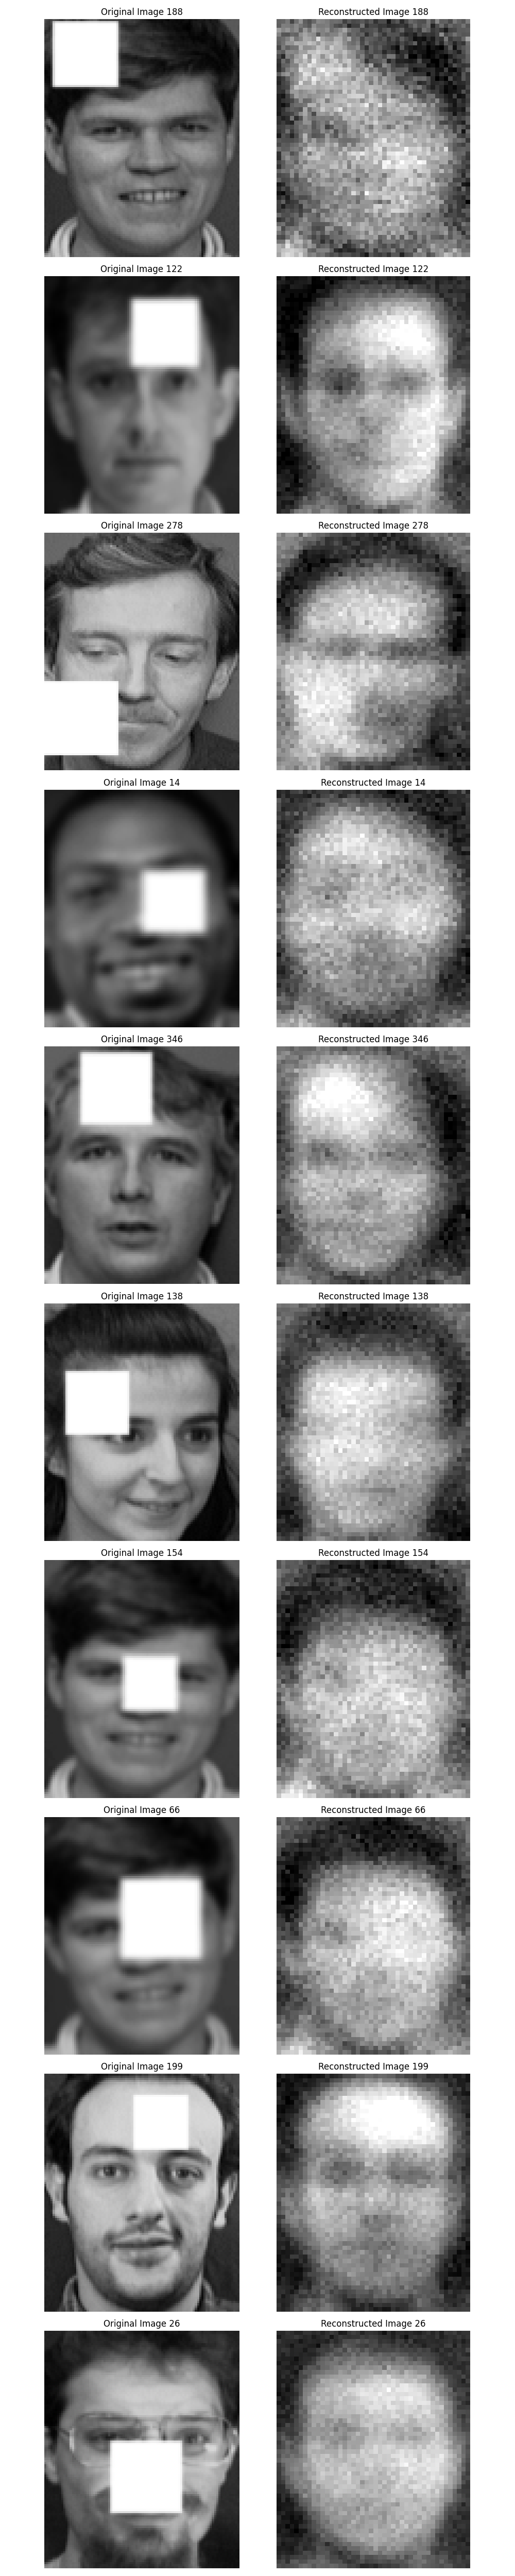 Original Image 188 Reconstructed Image 188
Original Image 122 Reconstructed Image 122
Original Image 278 Reconstructed Image 278
Original Image 14 Reconstructed Image 14
Original Image 346 Reconstructed Image 346
Original Image 138 Reconstructed Image 138
Original Image 154 Reconstructed Image 154
Original Image 66 Reconstructed Image 66
Original Image 199 Reconstructed Image 199
Original Image 26 Reconstructed Image 26